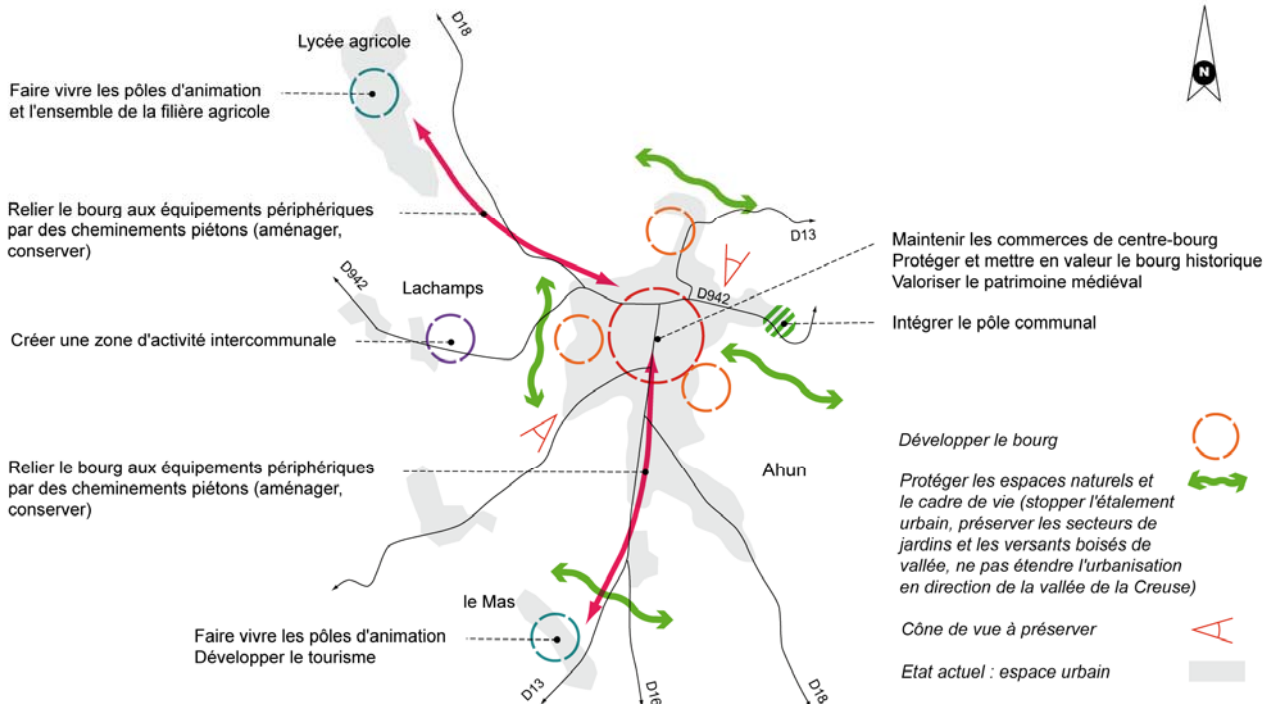 D18
Lycée agricole
N
Faire vivre les pôles d'animation
et l'ensemble de la filière agricole
Relier le bourg aux équipements périphériques
par des cheminements piétons (aménager,
conserver)
D13
Maintenir les commerces de centre-bourg
Protéger et mettre en valeur le bourg historique
Valoriser le patrimoine médiéval
D942
Lachamps
D942
Intégrer le pôle communal
Créer une zone d'activité intercommunale
Développer le bourg
Relier le bourg aux équipements périphériques
par des cheminements piétons (aménager,
conserver)
Ahun
Protéger les espaces naturels et
le cadre de vie (stopper l'étalement
urbain, préserver les secteurs de
jardins et les versants boisés de
vallée, ne pas étendre l'urbanisation
en direction de la vallée de la Creuse)
le Mas
Faire vivre les pôles d'animation
Développer le tourisme
Cône de vue à préserver
Etat actuel : espace urbain
D13
D16
D18